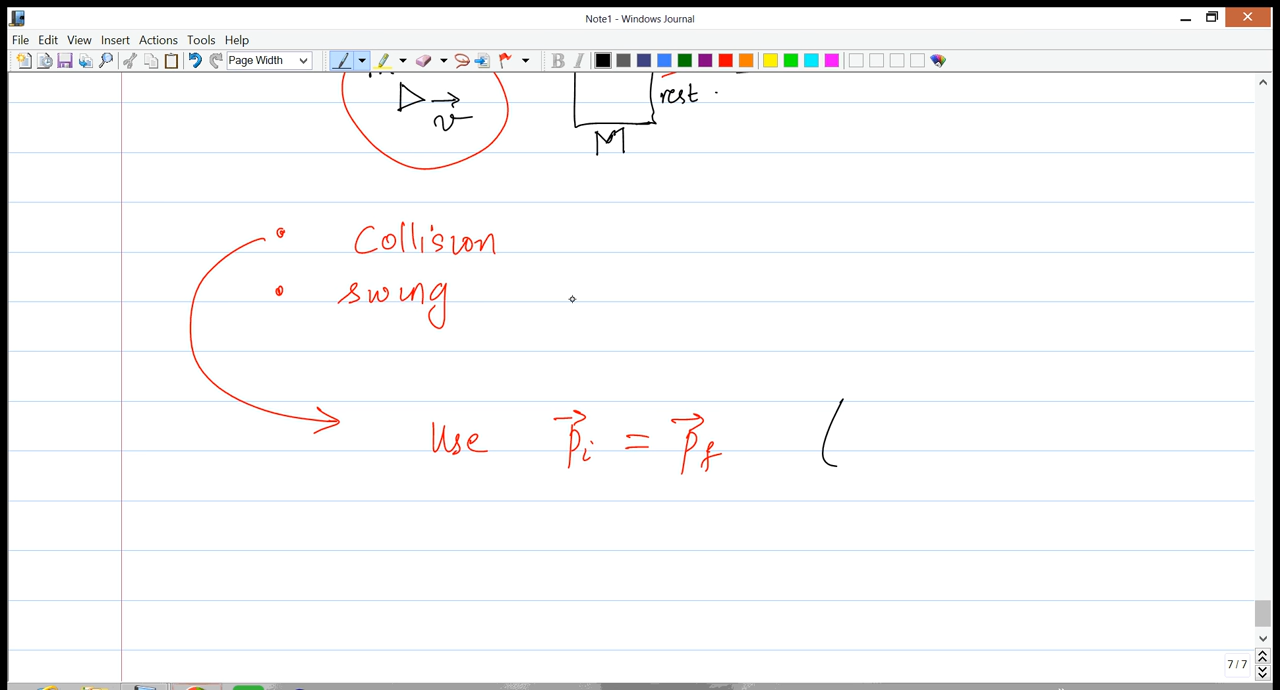 Note1 - Windows Journal
File Edit View Insert Actions Tools Help
Page Width
v
rest .
M
• Collision
• swing
Use p⃗i = p⃗f (
7 / 7